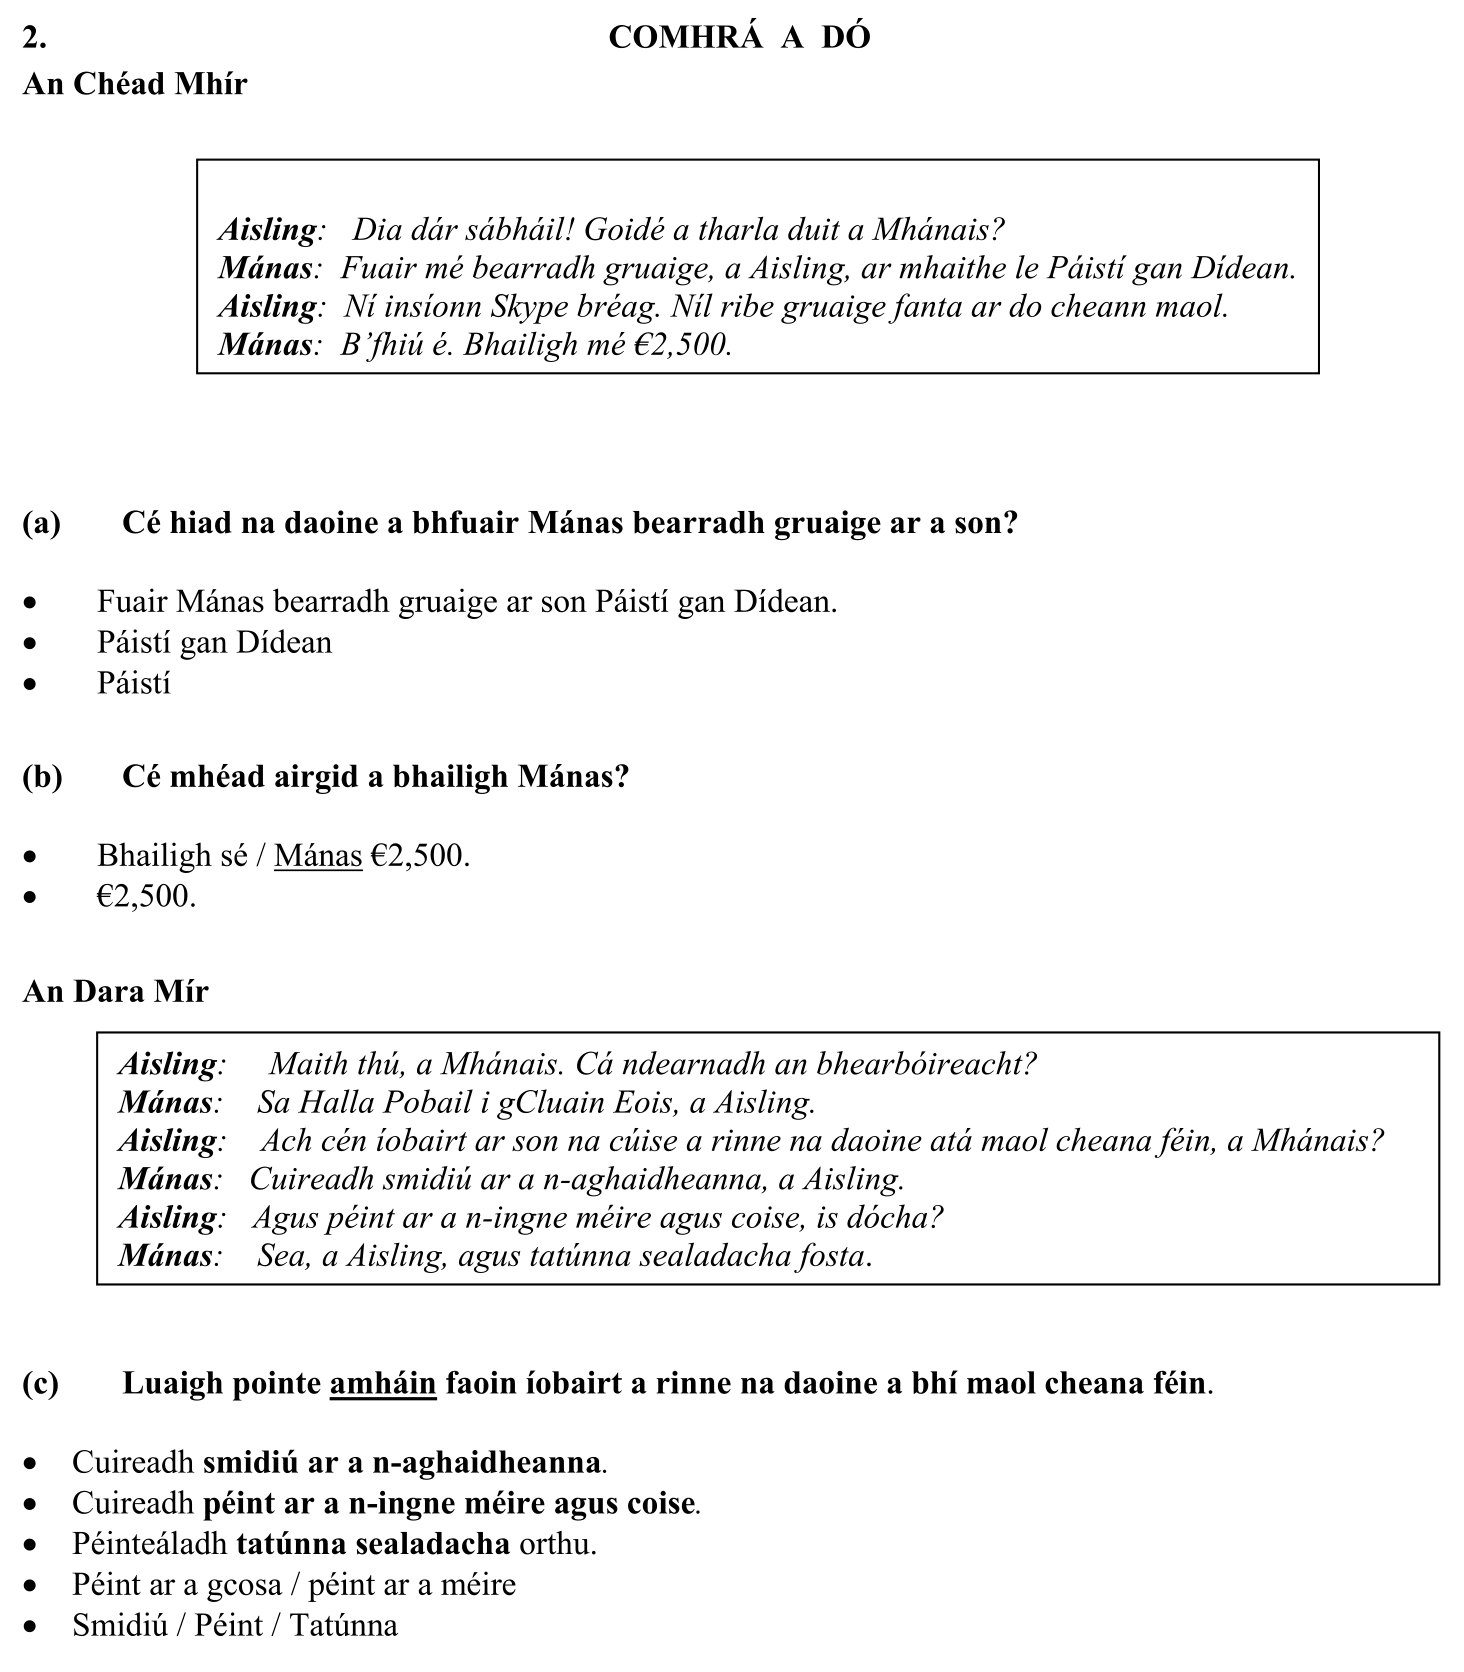 2. COMHRÁ A DÓ
An Chéad Mhír
Aisling: Dia dár sábháil! Goidé a tharla duit a Mhánais?
Mánas: Fuair mé bearradh gruaige, a Aisling, ar mhaithe le Páistí gan Dídean.
Aisling: Ní insíonn Skype bréag. Níl ribe gruaige fanta ar do cheann maol.
Mánas: B’fhiú é. Bhailigh mé €2,500.
(a) Cé hiad na daoine a bhfuair Mánas bearradh gruaige ar a son?
• Fuair Mánas bearradh gruaige ar son Páistí gan Dídean.
• Páistí gan Dídean
• Páistí
(b) Cé mhéad airgid a bhailigh Mánas?
• Bhailigh sé / Mánas €2,500.
• €2,500.
An Dara Mír
Aisling: Maith thú, a Mhánais. Cá ndearnadh an bhearbóireacht?
Mánas: Sa Halla Pobail i gCluain Eois, a Aisling.
Aisling: Ach cén íobairt ar son na cúise a rinne na daoine atá maol cheana féin, a Mhánais?
Mánas: Cuireadh smidiú ar a n-aghaidheanna, a Aisling.
Aisling: Agus péint ar a n-ingne méire agus coise, is dócha?
Mánas: Sea, a Aisling, agus tatúnna sealadacha fosta.
(c) Luaigh pointe amháin faoin íobairt a rinne na daoine a bhí maol cheana féin.
• Cuireadh smidiú ar a n-aghaidheanna.
• Cuireadh péint ar a n-ingne méire agus coise.
• Péinteáladh tatúnna sealadacha orthu.
• Péint ar a gcosa / péint ar a méire
• Smidiú / Péint / Tatúnna